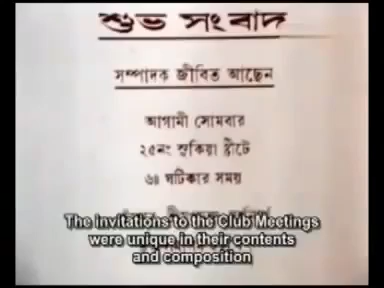 শুভ সংবাদ
সম্পাদক জীবিত আছেন
আগামী সোমবার
২৫নং সুকিয়া ষ্ট্রীটে
ঘটিকার সময়
The invitations to the Club Meetings
were unique in their contents
and composition